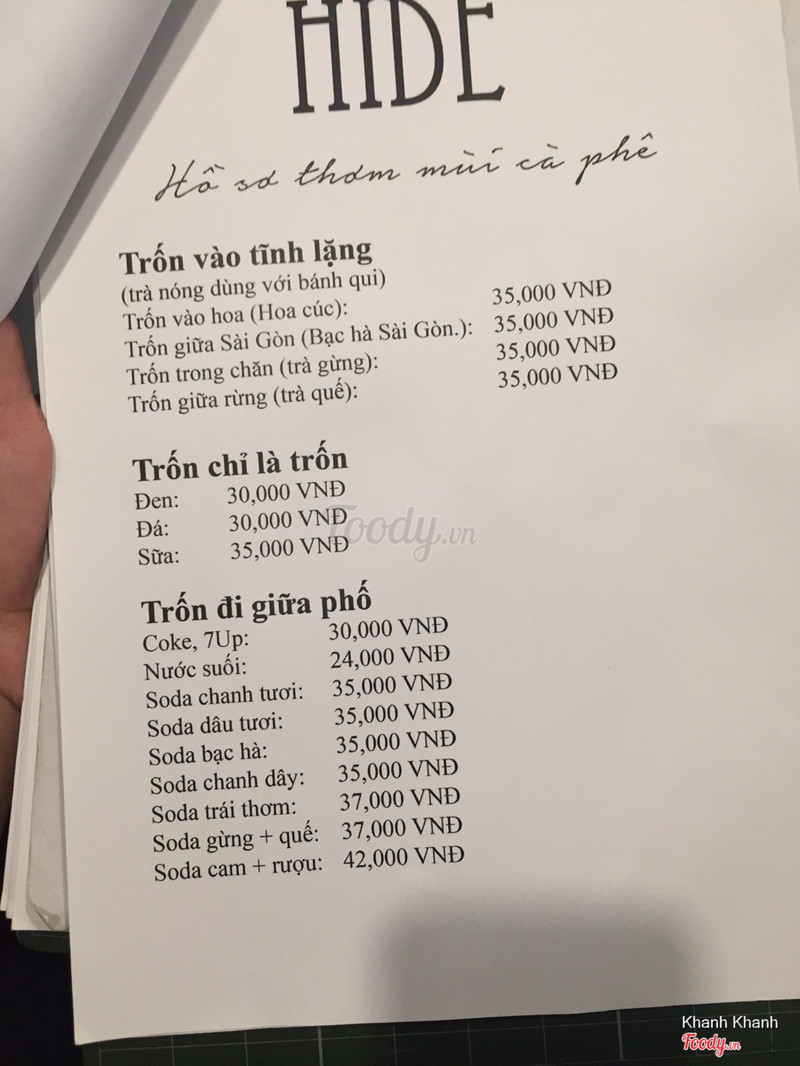 HIDE
Hồ sơ thơm mùi cà phê
Trốn vào tĩnh lặng
(trà nóng dùng với bánh qui)
Trốn vào hoa (Hoa cúc): 35,000 VNĐ
Trốn giữa Sài Gòn (Bạc hà Sài Gòn.): 35,000 VNĐ
Trốn trong chăn (trà gừng): 35,000 VNĐ
Trốn giữa rừng (trà quế): 35,000 VNĐ
Trốn chỉ là trốn
Đen: 30,000 VNĐ
Đá: 30,000 VNĐ
Sữa: 35,000 VNĐ
Foody.vn
Trốn đi giữa phố
Coke, 7Up: 30,000 VNĐ
Nước suối: 24,000 VNĐ
Soda chanh tươi: 35,000 VNĐ
Soda dâu tươi: 35,000 VNĐ
Soda bạc hà: 35,000 VNĐ
Soda chanh dây: 35,000 VNĐ
Soda trái thơm: 37,000 VNĐ
Soda gừng + quế: 37,000 VNĐ
Soda cam + rượu: 42,000 VNĐ
Khanh Khanh
Foody.vn